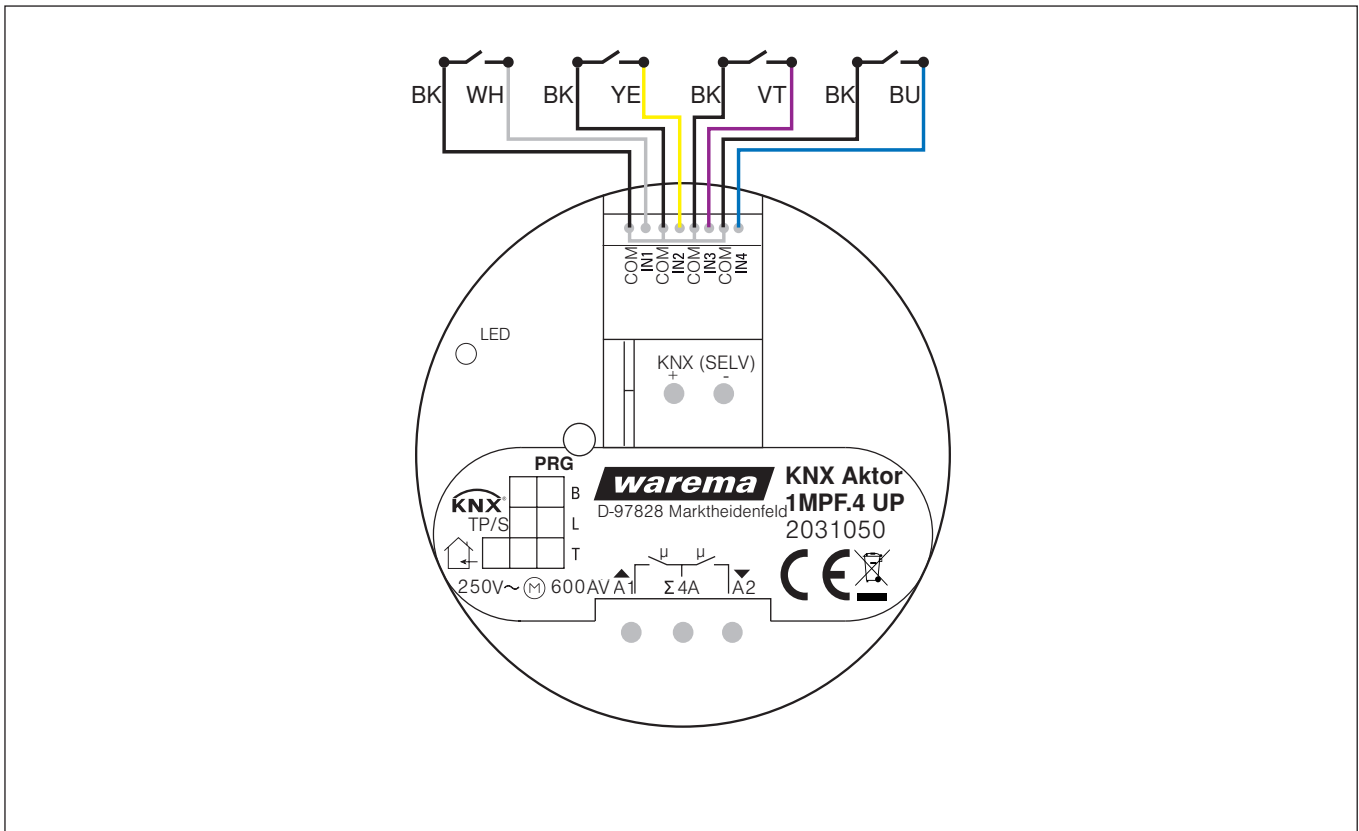 BK WH BK YE BK VT BK BU
COM IN1 COM IN2 COM IN3 COM IN4
LED
KNX (SELV)
+ -
PRG
B
L
T
KNX®
TP/S
warema
D-97828 Marktheidenfeld
KNX Aktor
1MPF.4 UP
2031050
CE
µ µ
250V~ M 600AV A1 Σ4A A2